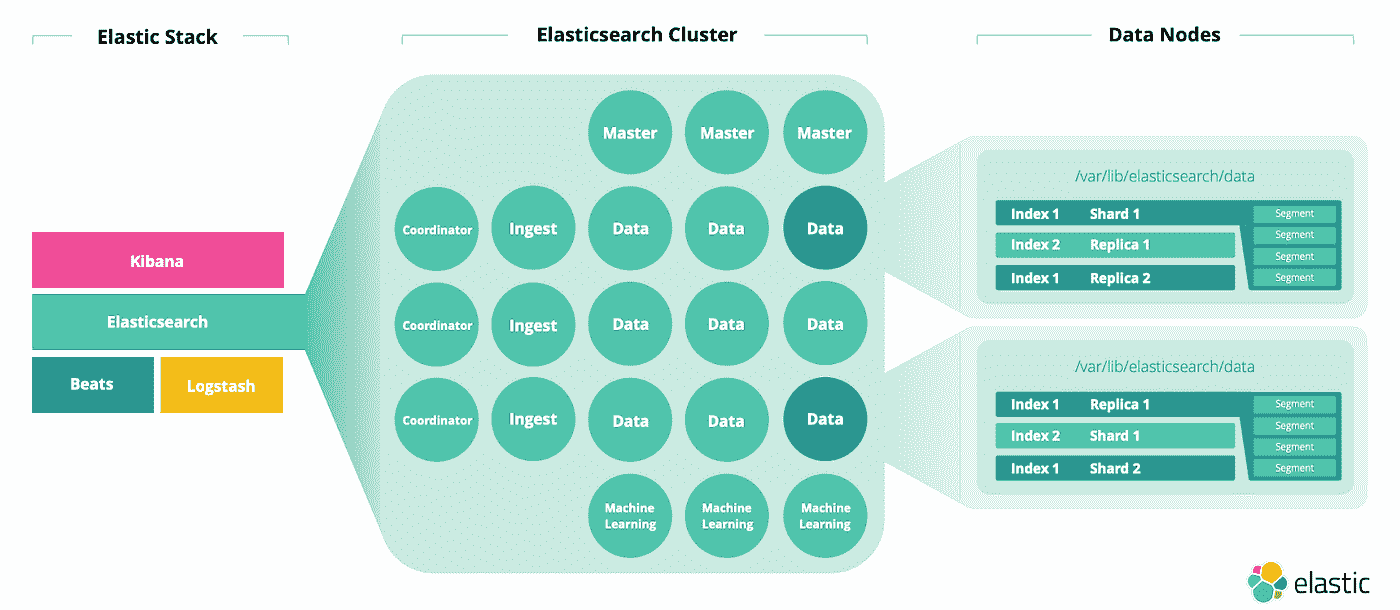 Elastic Stack
Elasticsearch Cluster
Data Nodes
Kibana
Elasticsearch
Beats
Logstash
Master Master Master
Coordinator Ingest Data Data Data
Coordinator Ingest Data Data Data
Coordinator Ingest Data Data Data
Machine Machine Machine
Learning Learning Learning
/var/lib/elasticsearch/data
Index 1 Shard 1
Index 2 Replica 1
Index 1 Replica 2
Segment
Segment
Segment
Segment
/var/lib/elasticsearch/data
Index 1 Replica 1
Index 2 Shard 1
Index 1 Shard 2
Segment
Segment
Segment
Segment
elastic